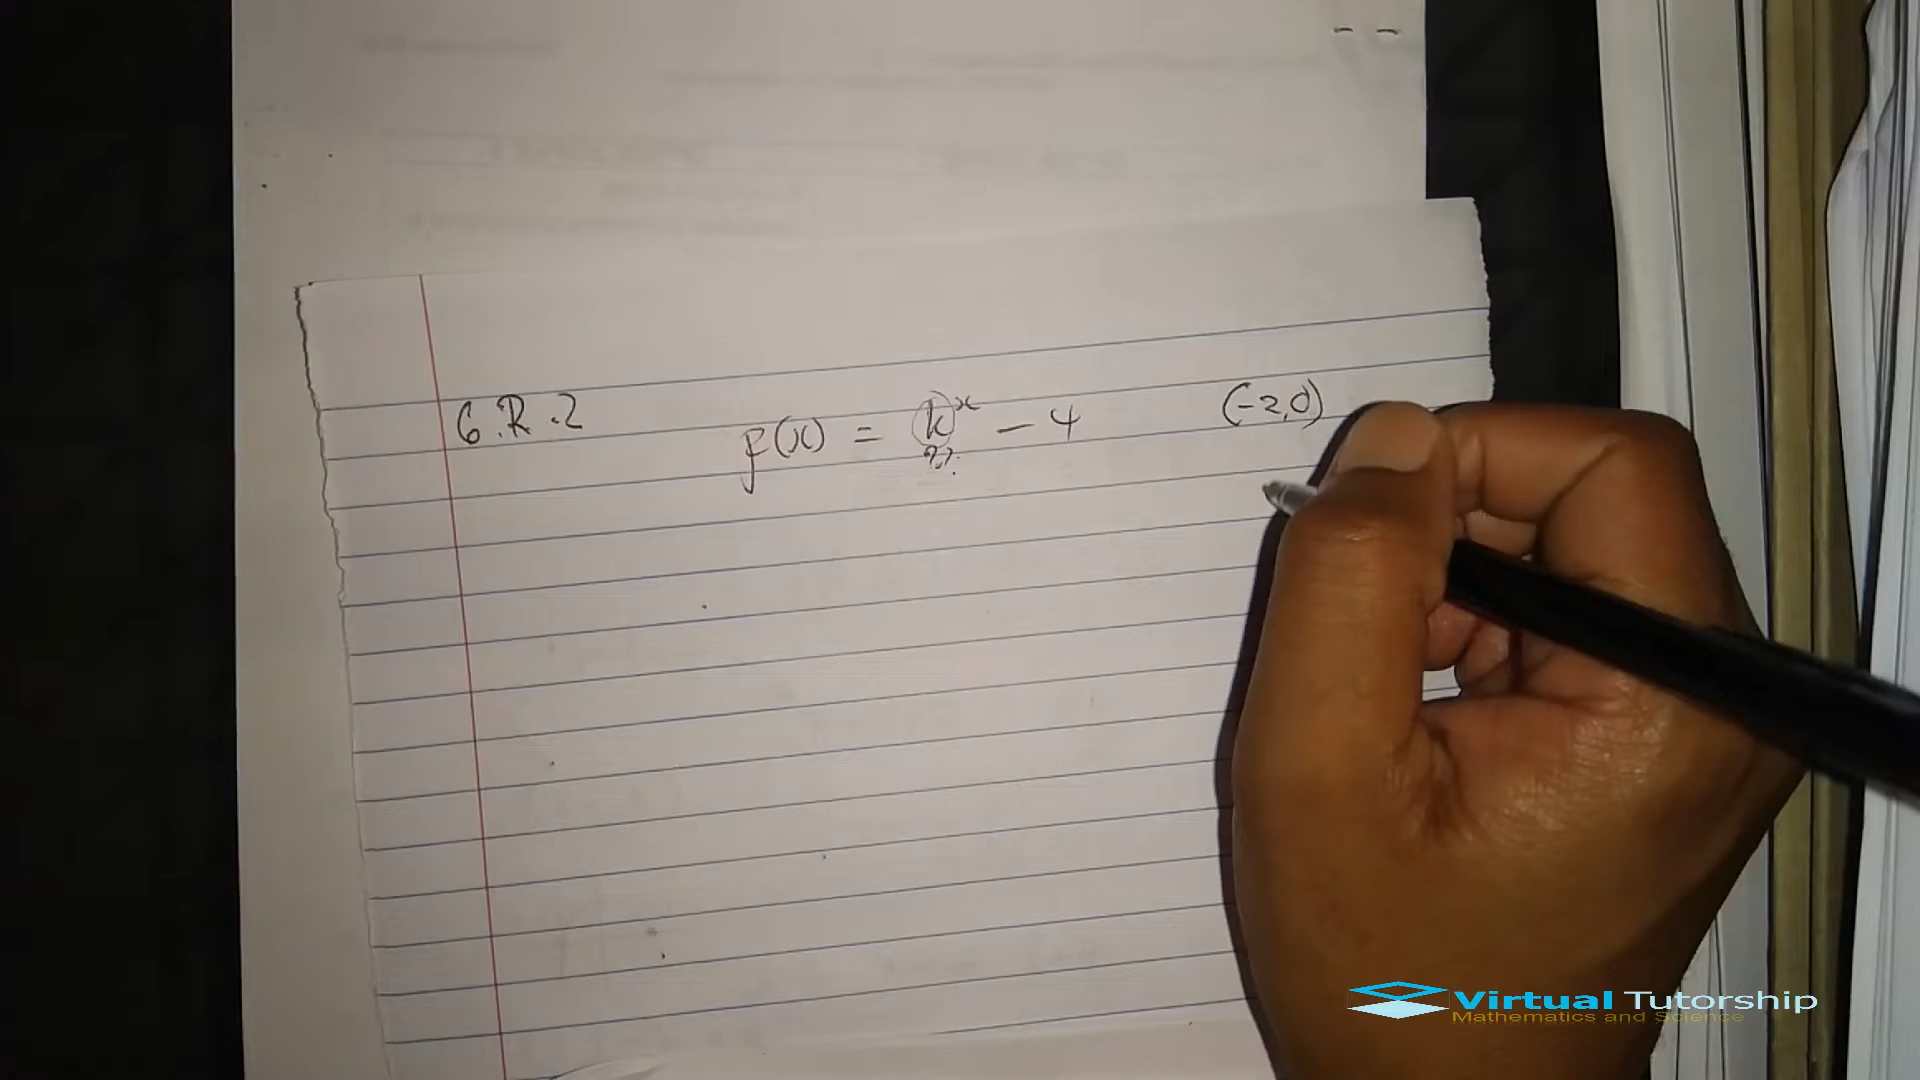 6.R.2 f(x) = k^x - 4 (-2,0)
??
Virtual Tutorship
Mathematics and Science